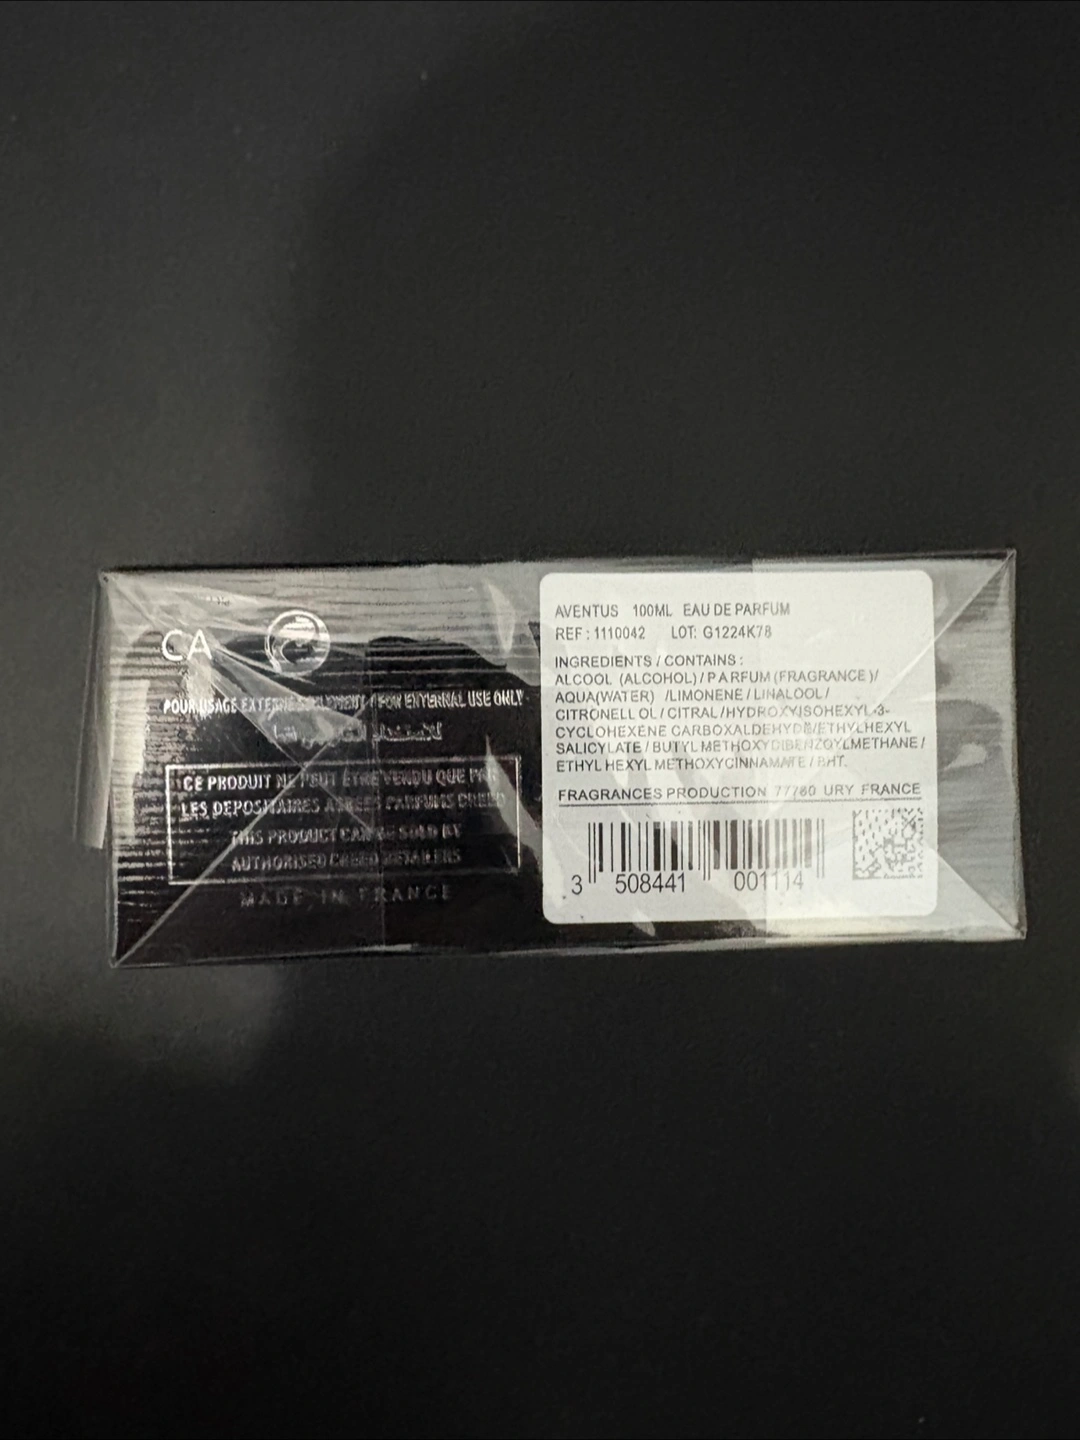 CA
POUR USAGE EXTERNE SEULEMENT / FOR EXTERNAL USE ONLY
CE PRODUIT NE PEUT ÊTRE VENDU QUE PAR
LES DEPOSITAIRES AGREES PARFUMS CREED
THIS PRODUCT CAN BE SOLD BY
AUTHORISED CREED RETAILERS
MADE IN FRANCE
AVENTUS 100ML EAU DE PARFUM
REF : 1110042 LOT: G1224K78
INGREDIENTS / CONTAINS :
ALCOOL (ALCOHOL) / PARFUM (FRAGRANCE )/
AQUA(WATER) /LIMONENE / LINALOOL /
CITRONELL OL / CITRAL /HYDROXYISOHEXYL-3-
CYCLOHEXENE CARBOXALDEHYDE/ETHYLHEXYL
SALICYLATE / BUTYL METHOXYDIBENZOYLMETHANE /
ETHYL HEXYL METHOXYCINNAMATE / BHT.
FRAGRANCES PRODUCTION 77760 URY FRANCE
3 508441 001114